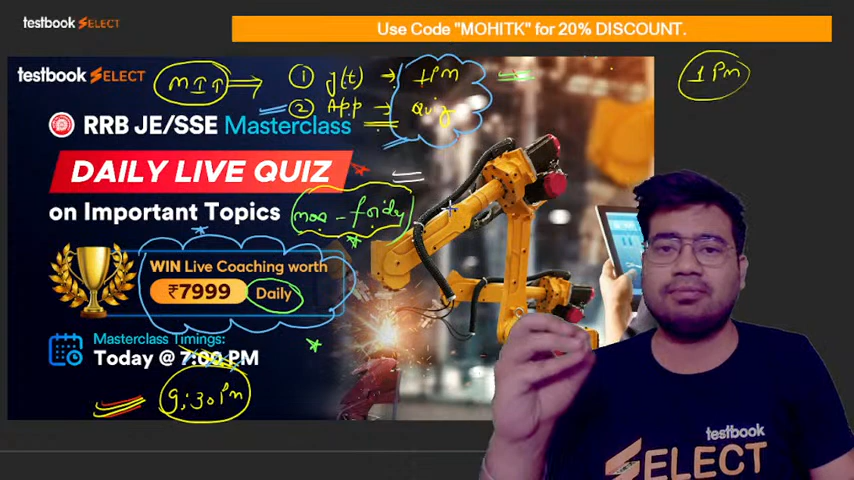 testbook SELECT
Use Code "MOHITK" for 20% DISCOUNT.
testbook SELECT
① y(t) → 1 PM
② App → Quiz
1 PM
RRB JE/SSE Masterclass
DAILY LIVE QUIZ
on Important Topics
WIN Live Coaching worth
₹7999 Daily
Masterclass Timings:
Today @ 7:00 PM
9:30 PM
testbook
SELECT